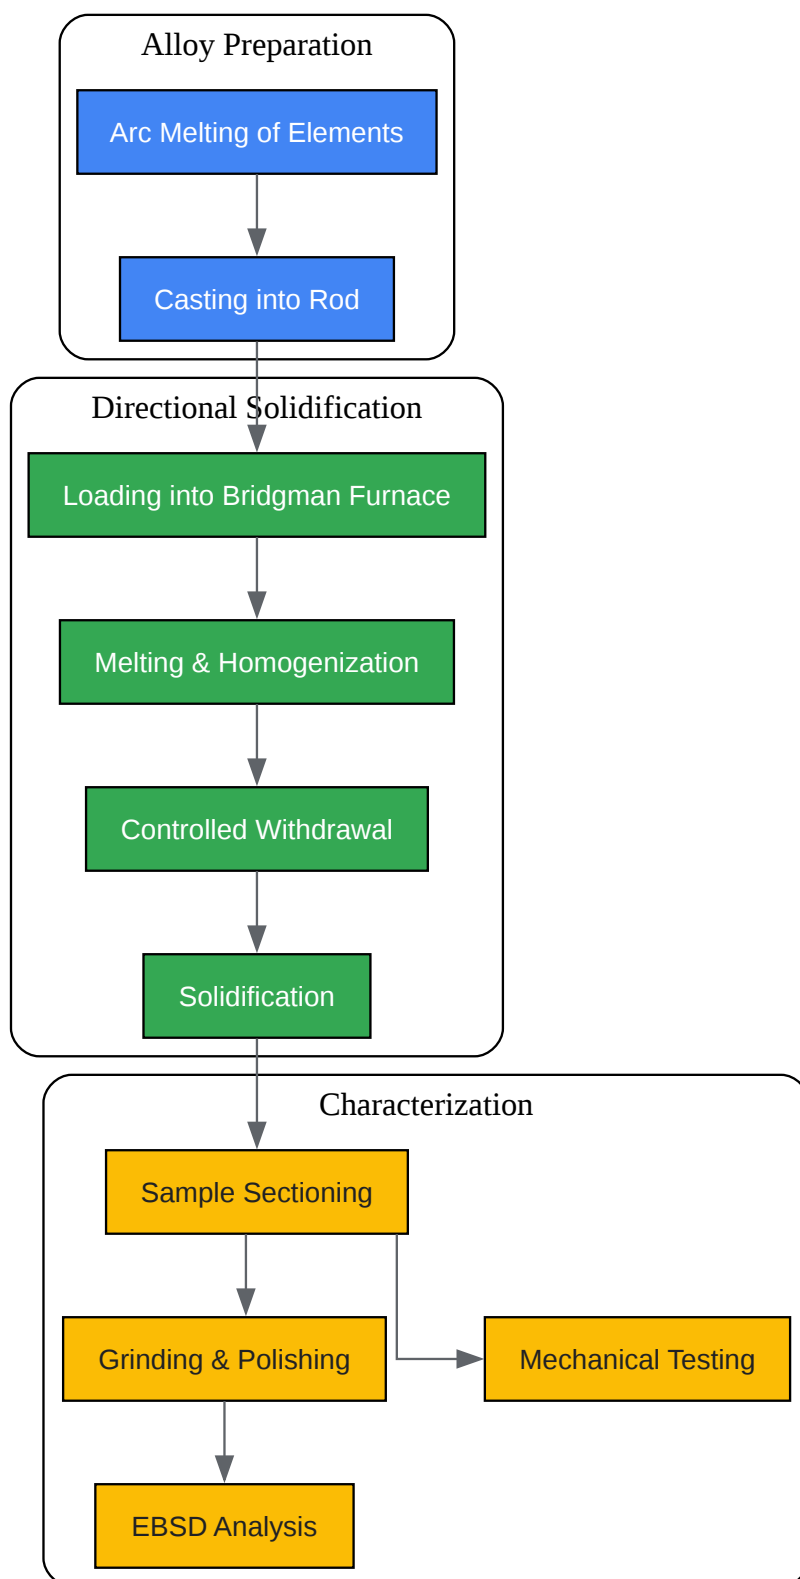 Alloy Preparation
Arc Melting of Elements
Casting into Rod
Directional Solidification
Loading into Bridgman Furnace
Melting & Homogenization
Controlled Withdrawal
Solidification
Characterization
Sample Sectioning
Grinding & Polishing
Mechanical Testing
EBSD Analysis